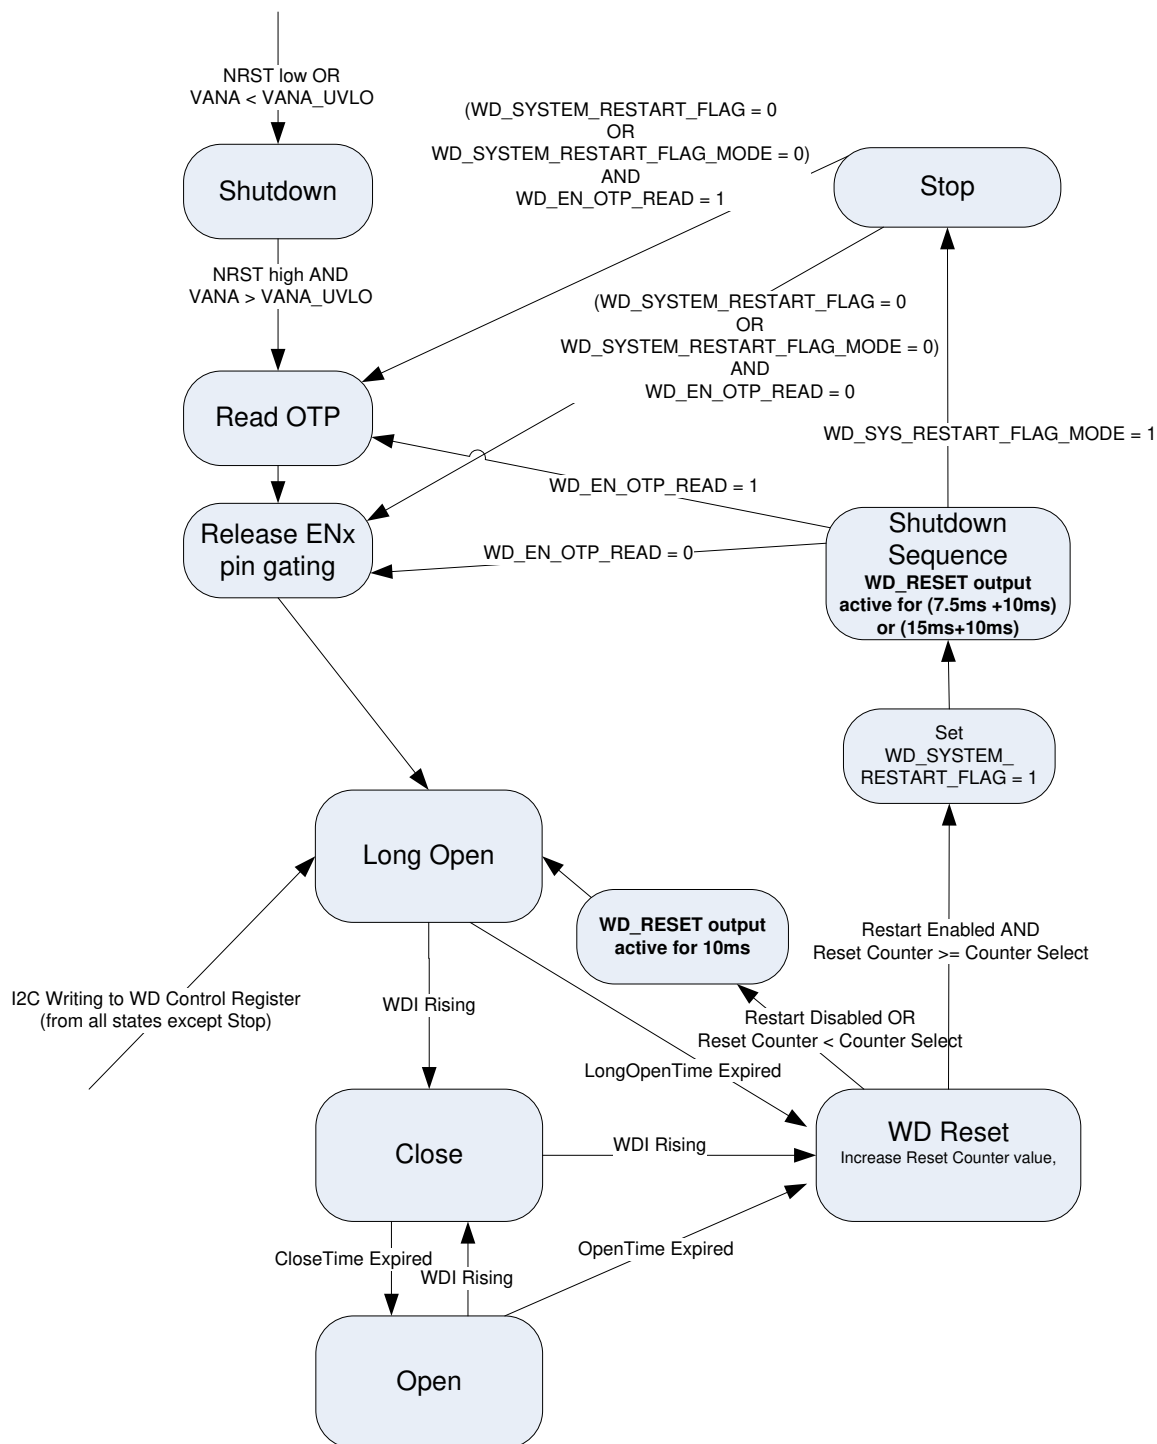 NRST low OR
VANA < VANA_UVLO
(WD_SYSTEM_RESTART_FLAG = 0
OR
WD_SYSTEM_RESTART_FLAG_MODE = 0)
AND
WD_EN_OTP_READ = 1
Shutdown
Stop
NRST high AND
VANA > VANA_UVLO
(WD_SYSTEM_RESTART_FLAG = 0
OR
WD_SYSTEM_RESTART_FLAG_MODE = 0)
AND
WD_EN_OTP_READ = 0
Read OTP
WD_SYS_RESTART_FLAG_MODE = 1
WD_EN_OTP_READ = 1
Release ENx
pin gating
WD_EN_OTP_READ = 0
Shutdown
Sequence
WD_RESET output
active for (7.5ms +10ms)
or (15ms+10ms)
Set
WD_SYSTEM_
RESTART_FLAG = 1
Long Open
WD_RESET output
active for 10ms
Restart Enabled AND
Reset Counter >= Counter Select
I2C Writing to WD Control Register
(from all states except Stop)
WDI Rising
Restart Disabled OR
Reset Counter < Counter Select
LongOpenTime Expired
Close
WDI Rising
WD Reset
Increase Reset Counter value,
CloseTime Expired
WDI Rising
OpenTime Expired
Open